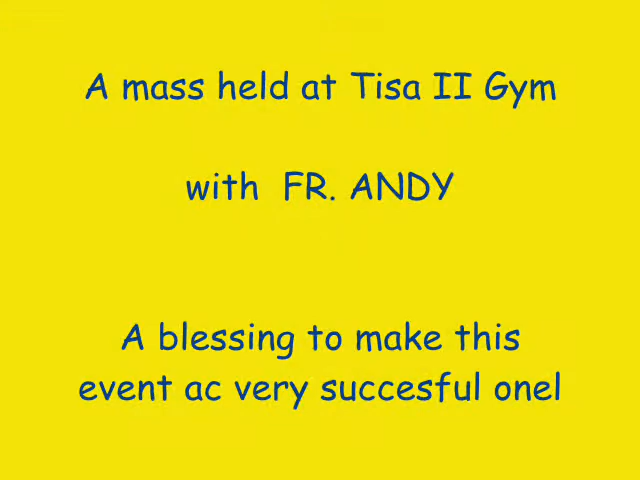 A mass held at Tisa II Gym
with FR. ANDY
A blessing to make this
event ac very succesful onel